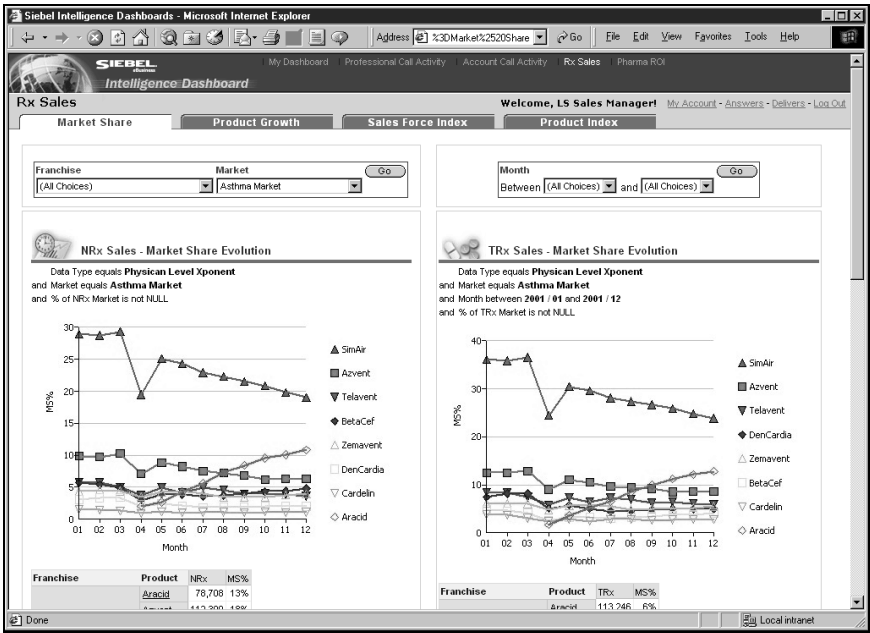 Siebel Intelligence Dashboards - Microsoft Internet Explorer
Address %3DMarket%2520Share Go File Edit View Favorites Tools Help
SIEBEL
eBusiness
Intelligence Dashboard
My Dashboard | Professional Call Activity | Account Call Activity | Rx Sales | Pharma ROI
Rx Sales
Welcome, LS Sales Manager! My Account - Answers - Delivers - Log Out
Market Share Product Growth Sales Force Index Product Index
Franchise Market Go
(All Choices) Asthma Market
Month Go
Between (All Choices) and (All Choices)
NRx Sales - Market Share Evolution
Data Type equals Physican Level Xponent
and Market equals Asthma Market
and % of NRx Market is not NULL
30
25
20
15
10
5
0
MS%
01 02 03 04 05 06 07 08 09 10 11 12
Month
SimAir
Azvent
Telavent
BetaCef
Zemavent
DenCardia
Cardelin
Aracid
Franchise Product NRx MS%
Aracid 78,708 13%
TRx Sales - Market Share Evolution
Data Type equals Physican Level Xponent
and Market equals Asthma Market
and Month between 2001 / 01 and 2001 / 12
and % of TRx Market is not NULL
40
30
20
10
0
MS%
01 02 03 04 05 06 07 08 09 10 11 12
Month
SimAir
Azvent
Telavent
DenCardia
Zemavent
BetaCef
Cardelin
Aracid
Franchise Product TRx MS%
Aracid 113,246 6%
Done Local intranet